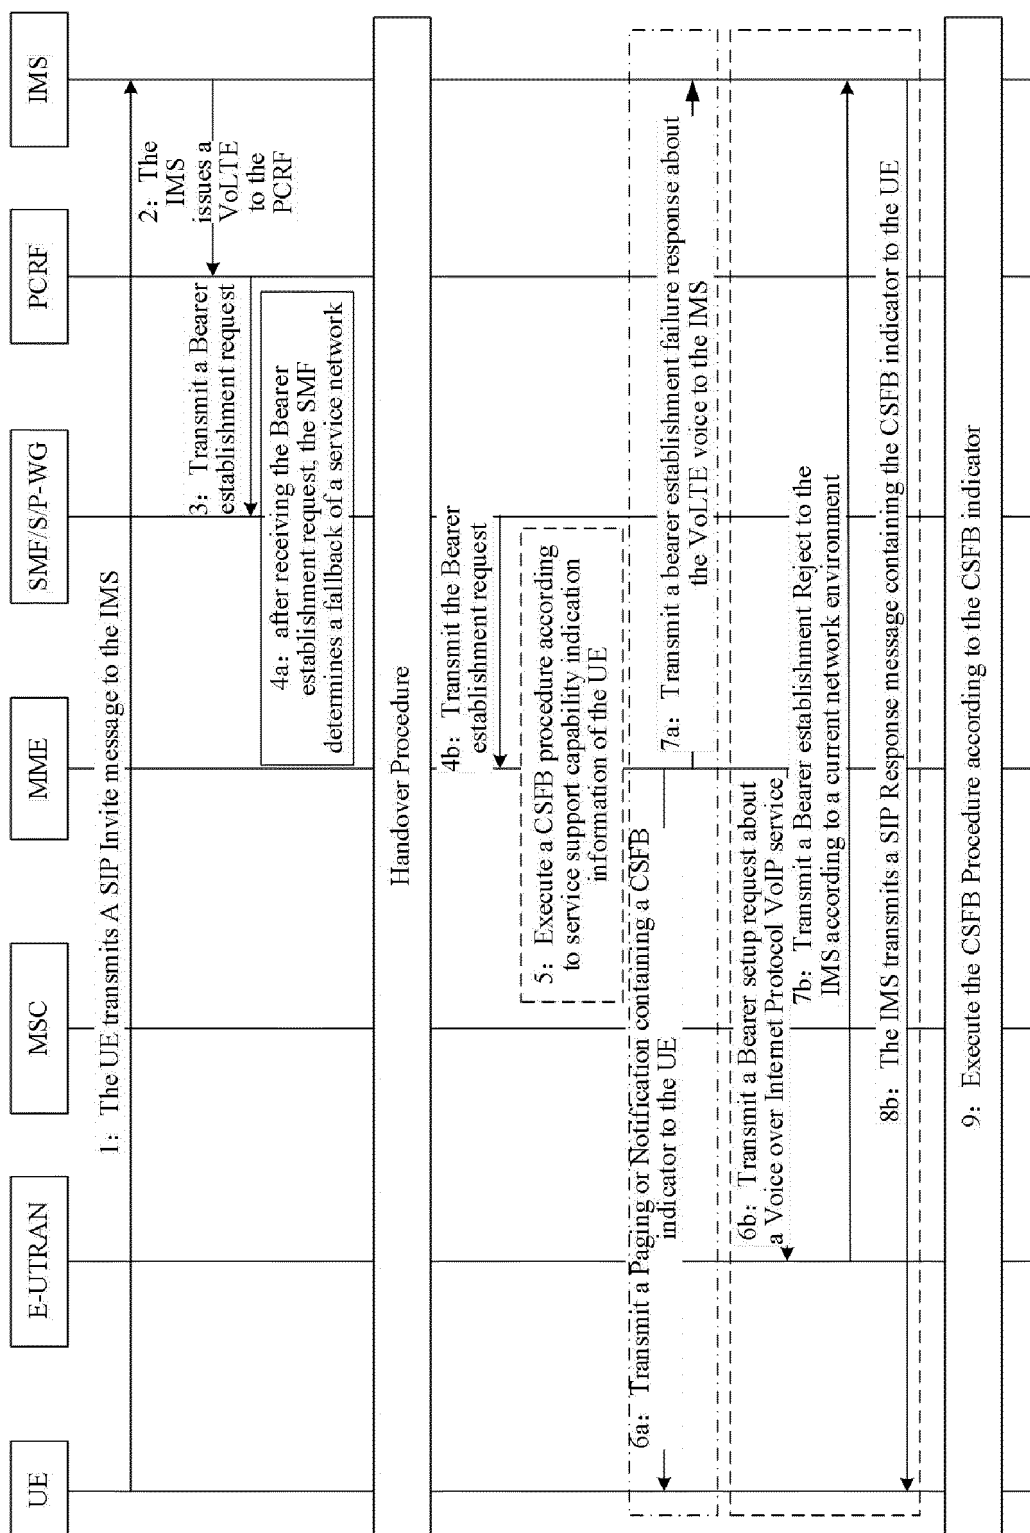 UE
E-UTRAN
MSC
MME
SMF/S/P-WG
PCRF
IMS
1: The UE transmits A SIP Invite message to the IMS
2: The
IMS
issues a
VoLTE
to the
PCRF
3: Transmit a Bearer
establishment request
4a: after receiving the Bearer
establishment request, the SMF
determines a fallback of a service network
Handover Procedure
4b: Transmit the Bearer
establishment request
5: Execute a CSFB procedure according
to service support capability indication
information of the UE
6a: Transmit a Paging or Notification containing a CSFB
indicator to the UE
7a: Transmit a bearer establishment failure response about
the VoLTE voice to the IMS
6b: Transmit a Bearer setup request about
a Voice over Internet Protocol VoIP service
7b: Transmit a Bearer establishment Reject to the
IMS according to a current network environment
8b: The IMS transmits a SIP Response message containing the CSFB indicator to the UE
9: Execute the CSFB Procedure according to the CSFB indicator